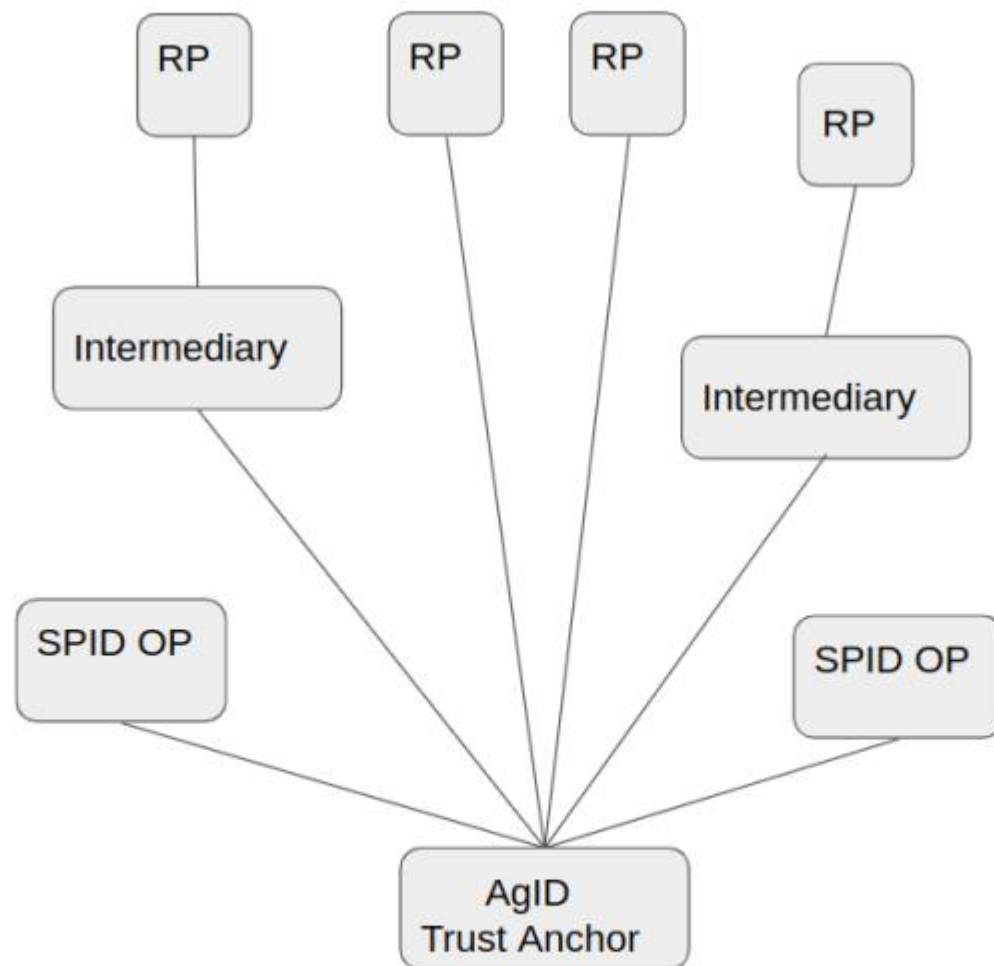 RP
RP
RP
RP
Intermediary
Intermediary
SPID OP
SPID OP
AgID
Trust Anchor